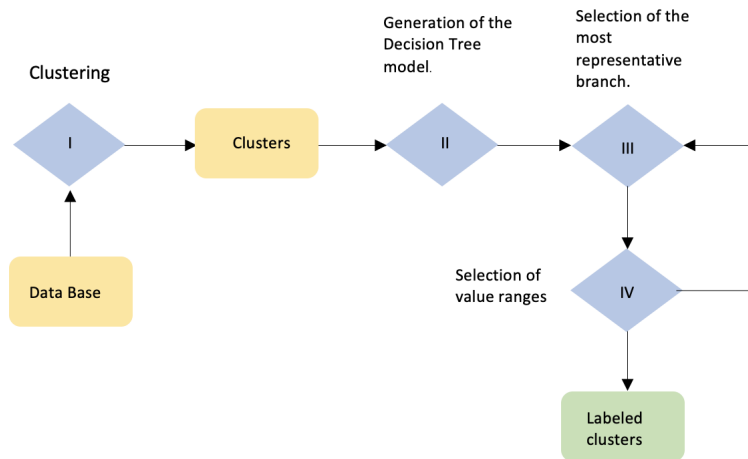 Generation of the
Decision Tree
model.
Selection of the
most
representative
branch.
Clustering
I
Clusters
II
III
Data Base
Selection of
value ranges
IV
Labeled
clusters